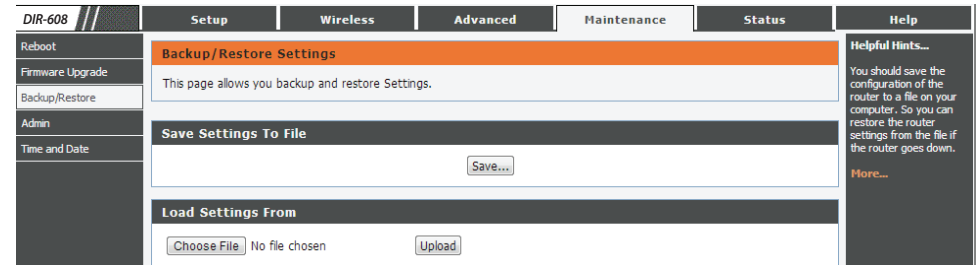 DIR-608 Setup Wireless Advanced Maintenance Status Help
Reboot
Firmware Upgrade
Backup/Restore
Admin
Time and Date
Backup/Restore Settings
This page allows you backup and restore Settings.
Save Settings To File
Save...
Load Settings From
Choose File No file chosen Upload
Helpful Hints...
You should save the
configuration of the
router to a file on your
computer. So you can
restore the router
settings from the file if
the router goes down.
More...